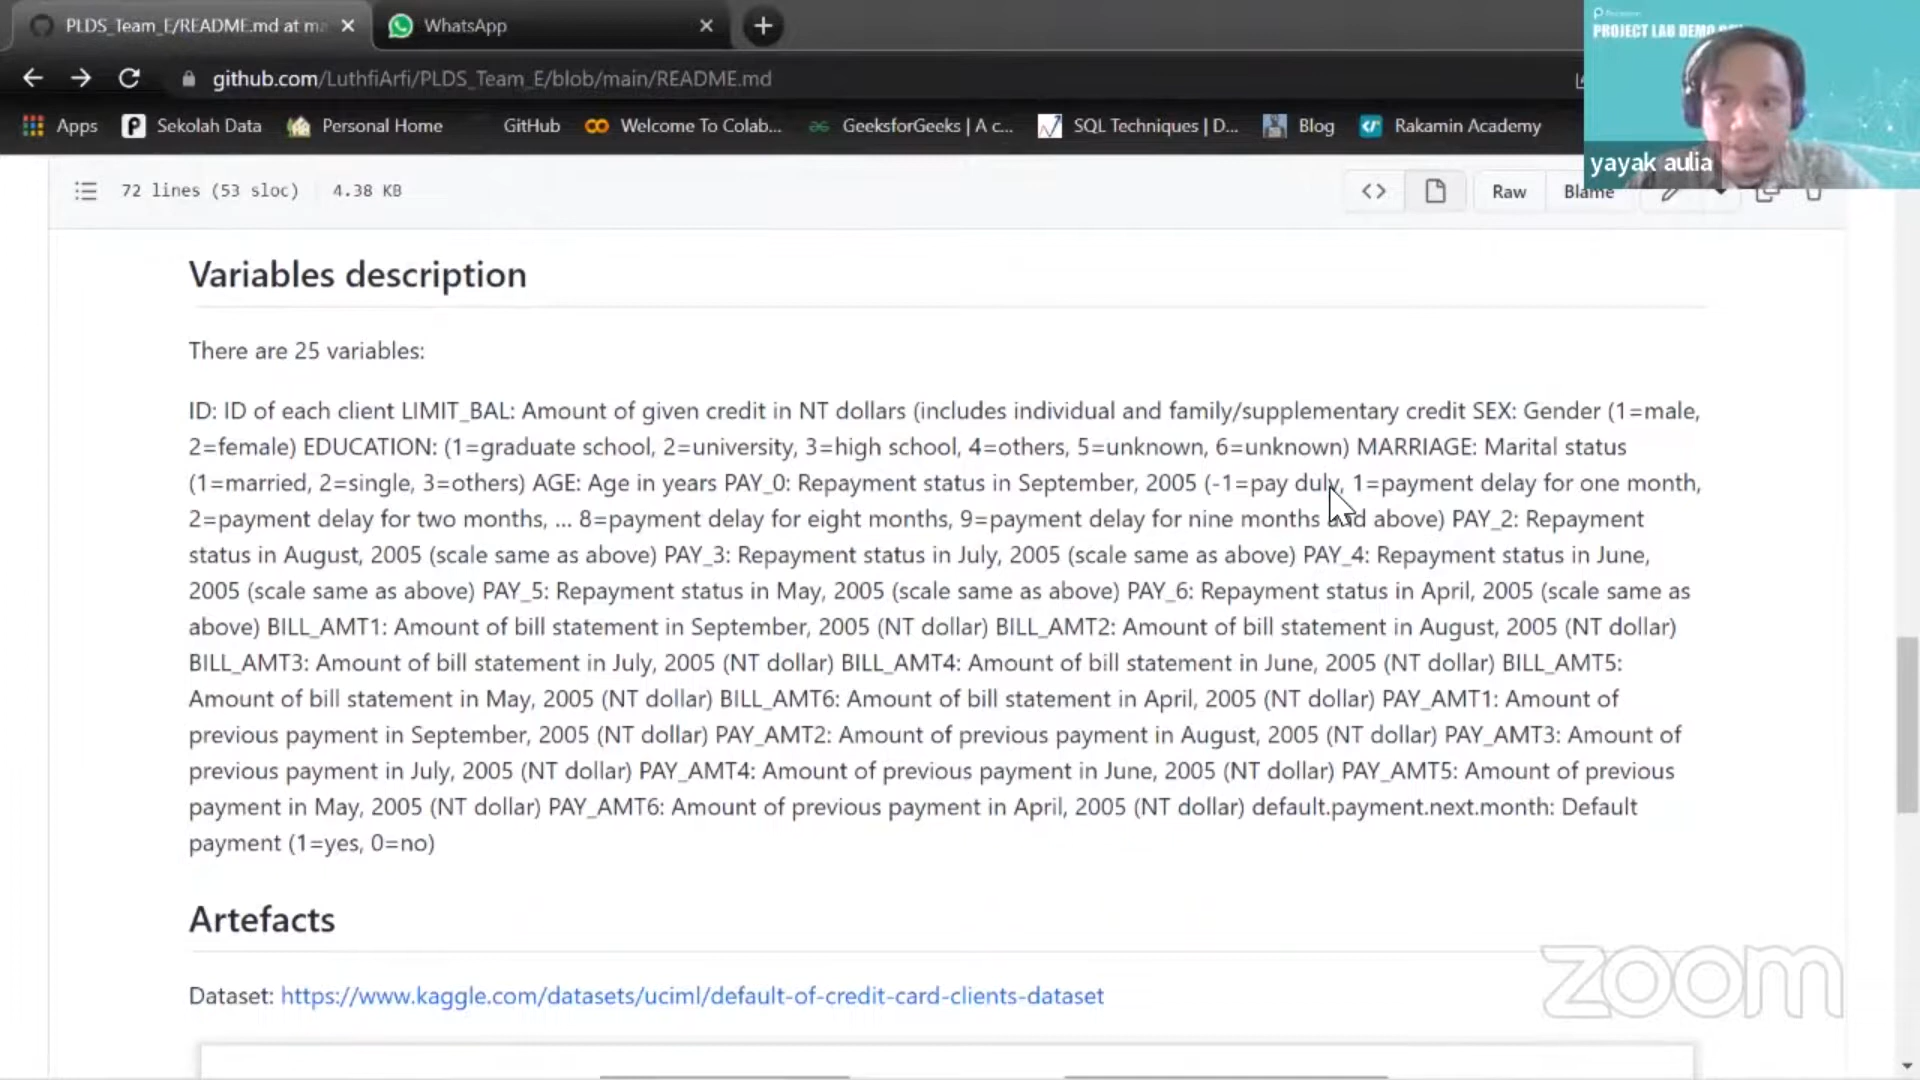 PLDS_Team_E/README.md at ma
WhatsApp
PROJECT LAB DEMO
github.com/LuthfiArfi/PLDS_Team_E/blob/main/README.md
Apps
Sekolah Data
Personal Home
GitHub
Welcome To Colab...
GeeksforGeeks | A c...
SQL Techniques | D...
Blog
Rakamin Academy
yayak aulia
72 lines (53 sloc)
4.38 KB
Raw
Blame
Variables description
There are 25 variables:
ID: ID of each client LIMIT_BAL: Amount of given credit in NT dollars (includes individual and family/supplementary credit SEX: Gender (1=male,
2=female) EDUCATION: (1=graduate school, 2=university, 3=high school, 4=others, 5=unknown, 6=unknown) MARRIAGE: Marital status
(1=married, 2=single, 3=others) AGE: Age in years PAY_0: Repayment status in September, 2005 (-1=pay duly, 1=payment delay for one month,
2=payment delay for two months, ... 8=payment delay for eight months, 9=payment delay for nine months and above) PAY_2: Repayment
status in August, 2005 (scale same as above) PAY_3: Repayment status in July, 2005 (scale same as above) PAY_4: Repayment status in June,
2005 (scale same as above) PAY_5: Repayment status in May, 2005 (scale same as above) PAY_6: Repayment status in April, 2005 (scale same as
above) BILL_AMT1: Amount of bill statement in September, 2005 (NT dollar) BILL_AMT2: Amount of bill statement in August, 2005 (NT dollar)
BILL_AMT3: Amount of bill statement in July, 2005 (NT dollar) BILL_AMT4: Amount of bill statement in June, 2005 (NT dollar) BILL_AMT5:
Amount of bill statement in May, 2005 (NT dollar) BILL_AMT6: Amount of bill statement in April, 2005 (NT dollar) PAY_AMT1: Amount of
previous payment in September, 2005 (NT dollar) PAY_AMT2: Amount of previous payment in August, 2005 (NT dollar) PAY_AMT3: Amount of
previous payment in July, 2005 (NT dollar) PAY_AMT4: Amount of previous payment in June, 2005 (NT dollar) PAY_AMT5: Amount of previous
payment in May, 2005 (NT dollar) PAY_AMT6: Amount of previous payment in April, 2005 (NT dollar) default.payment.next.month: Default
payment (1=yes, 0=no)
Artefacts
Dataset: https://www.kaggle.com/datasets/uciml/default-of-credit-card-clients-dataset
zoom